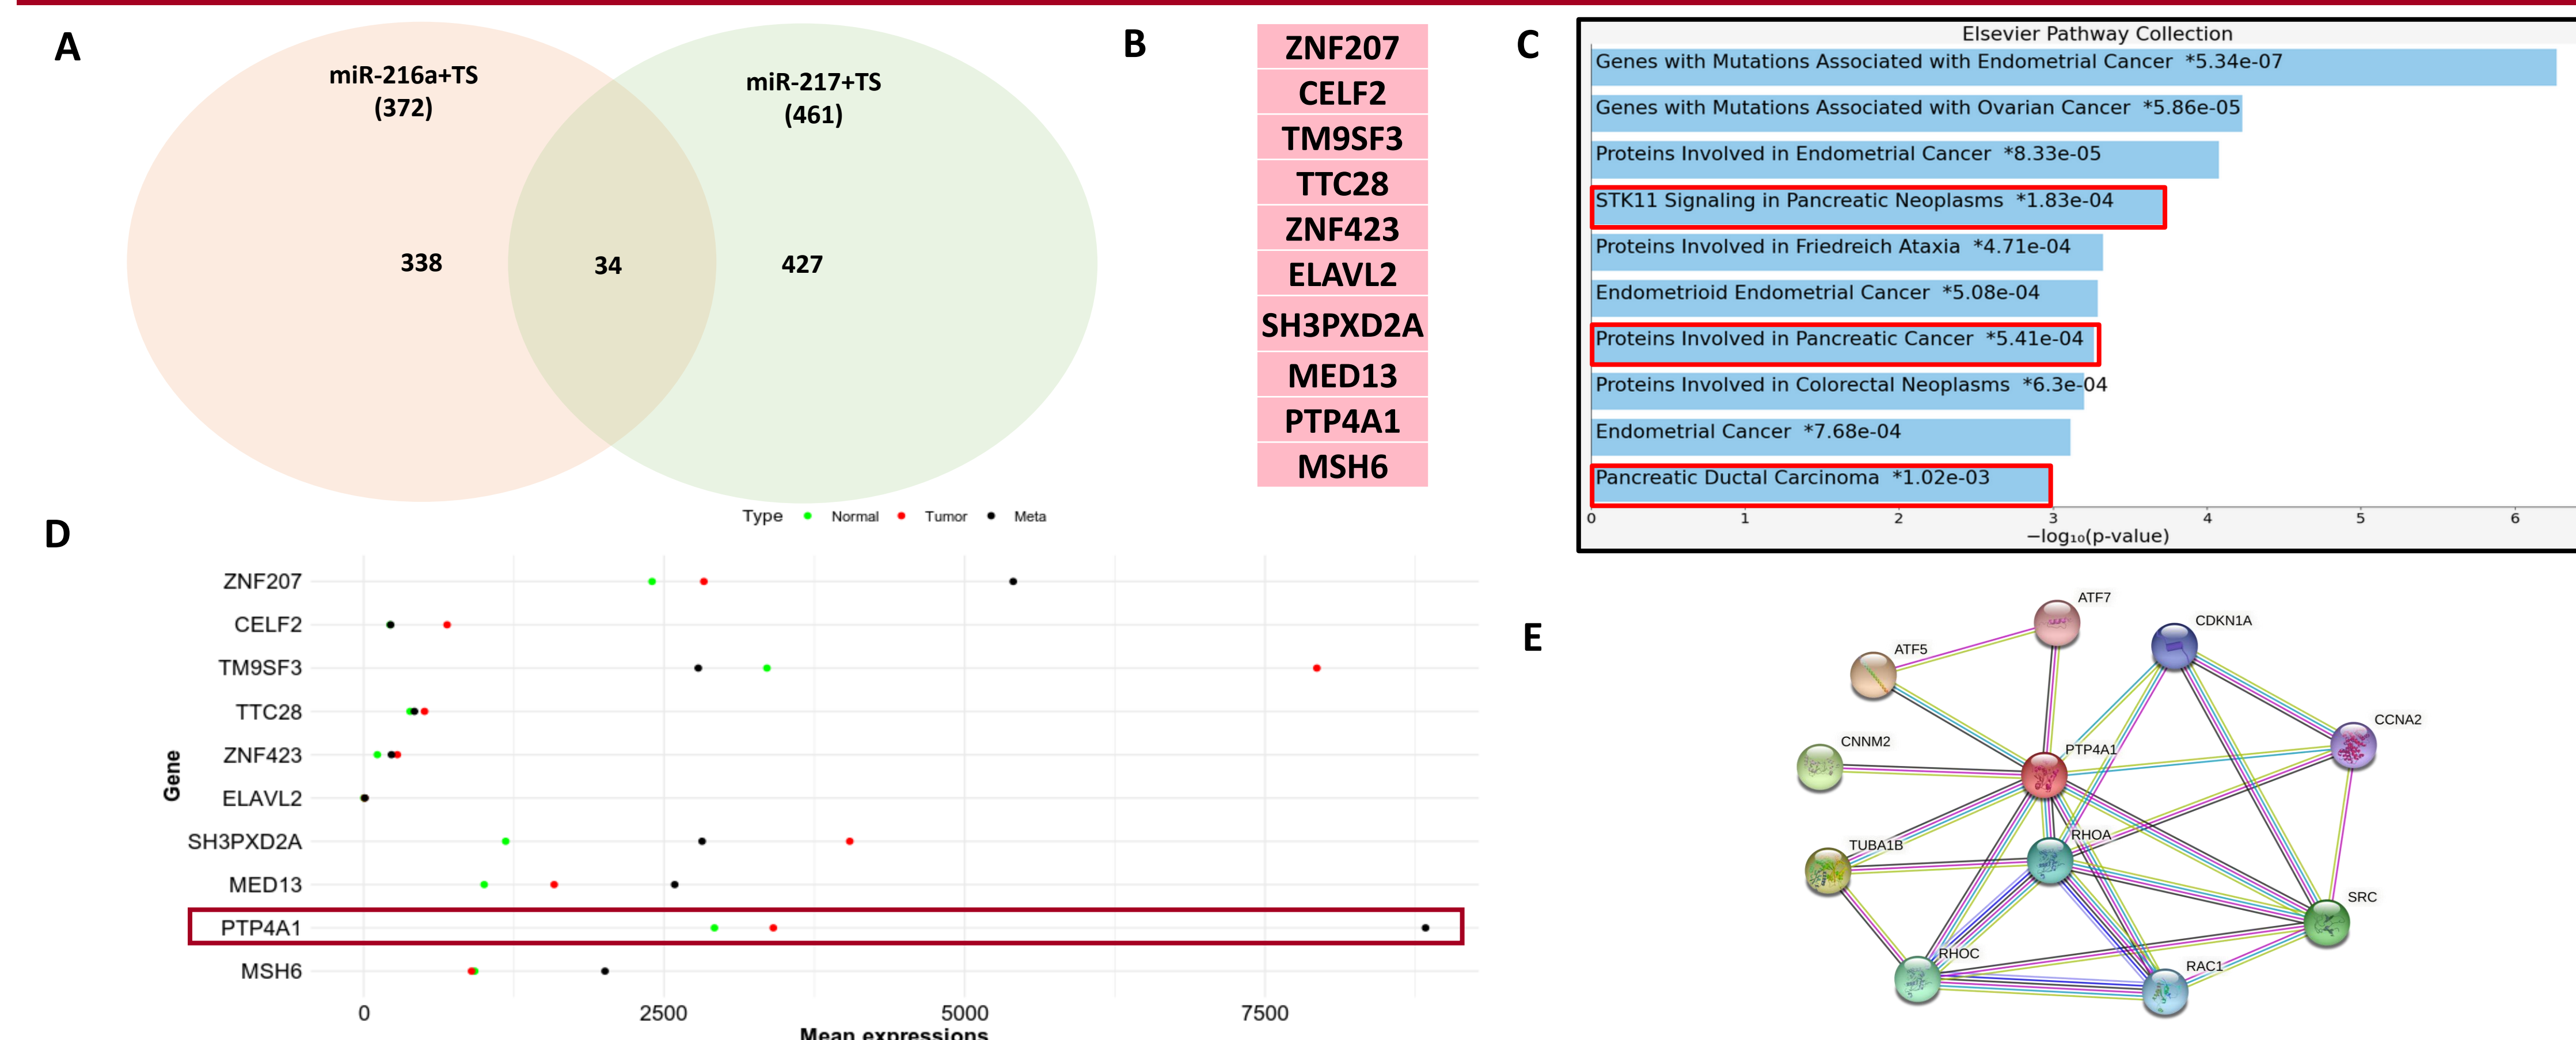 A
miR-216a+TS
(372)
miR-217+TS
(461)
338
34
427
B
ZNF207
CELF2
TM9SF3
TTC28
ZNF423
ELAVL2
SH3PXD2A
MED13
PTP4A1
MSH6
C
Elsevier Pathway Collection
Genes with Mutations Associated with Endometrial Cancer *5.34e-07
Genes with Mutations Associated with Ovarian Cancer *5.86e-05
Proteins Involved in Endometrial Cancer *8.33e-05
STK11 Signaling in Pancreatic Neoplasms *1.83e-04
Proteins Involved in Friedreich Ataxia *4.71e-04
Endometrioid Endometrial Cancer *5.08e-04
Proteins Involved in Pancreatic Cancer *5.41e-04
Proteins Involved in Colorectal Neoplasms *6.3e-04
Endometrial Cancer *7.68e-04
Pancreatic Ductal Carcinoma *1.02e-03
0 1 2 3 4 5 6
−log₁₀(p-value)
D
Type Normal Tumor Meta
Gene
ZNF207
CELF2
TM9SF3
TTC28
ZNF423
ELAVL2
SH3PXD2A
MED13
PTP4A1
MSH6
0 2500 5000 7500
Mean expressions
E
ATF7
CDKN1A
ATF5
CCNA2
CNNM2
PTP4A1
RHOA
TUBA1B
SRC
RHOC
RAC1